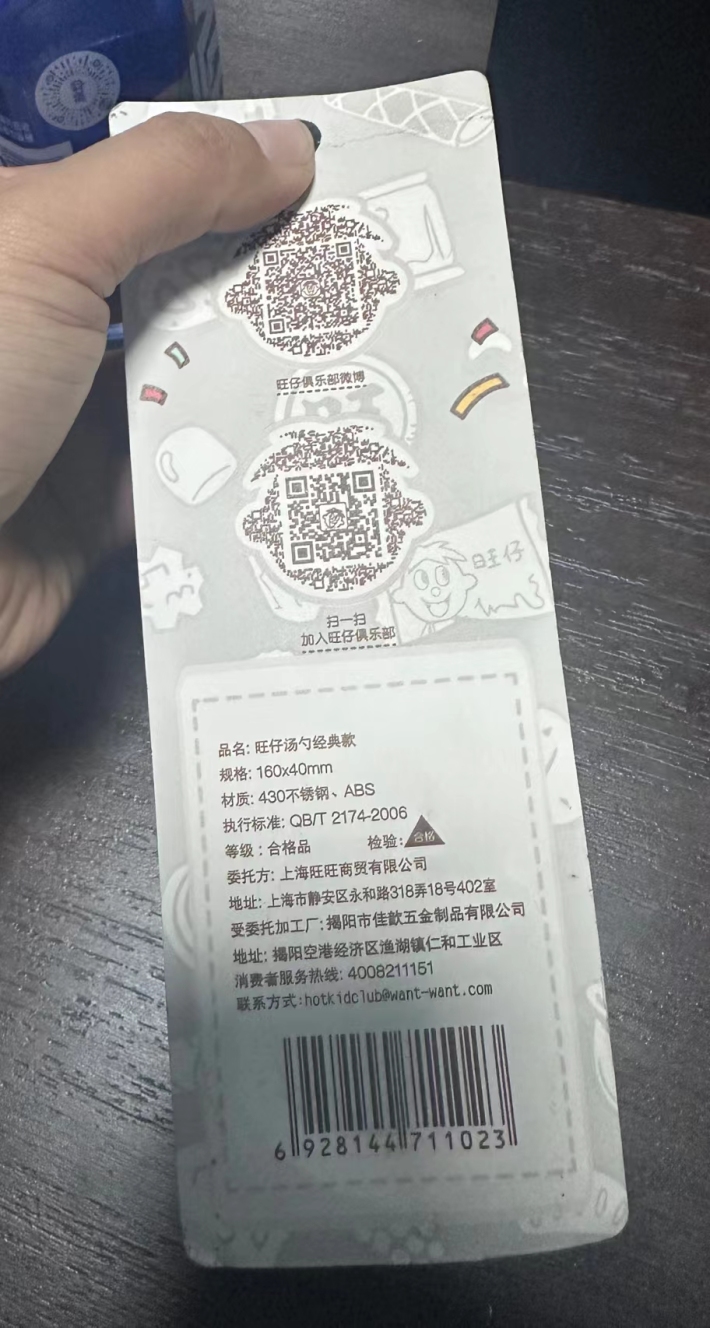 旺仔俱乐部微博
旺仔
扫一扫
加入旺仔俱乐部
品名: 旺仔汤勺经典款
规格: 160x40mm
材质: 430不锈钢、ABS
执行标准: QB/T 2174-2006
等级: 合格品 检验: 合格
委托方: 上海旺旺商贸有限公司
地址: 上海市静安区永和路318弄18号402室
受委托加工厂: 揭阳市佳歆五金制品有限公司
地址: 揭阳空港经济区渔湖镇仁和工业区
消费者服务热线: 4008211151
联系方式:hotkidclub@want-want.com
6 928144 711023